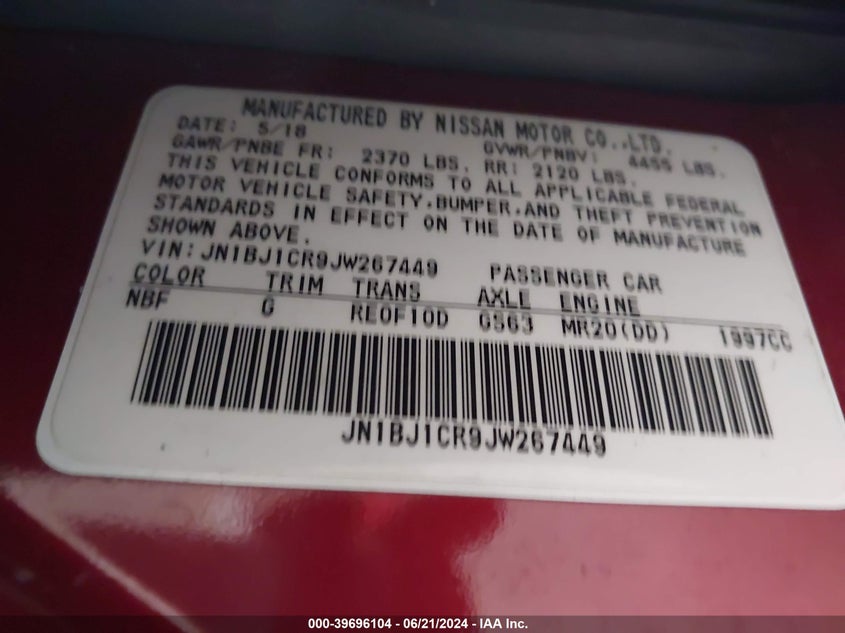 MANUFACTURED BY NISSAN MOTOR CO.,LTD.
DATE: 5/18 GVWR/PNBV: 4455 LBS.
GAWR/PNBE FR: 2370 LBS. RR: 2120 LBS.
THIS VEHICLE CONFORMS TO ALL APPLICABLE FEDERAL
MOTOR VEHICLE SAFETY,BUMPER,AND THEFT PREVENTION
STANDARDS IN EFFECT ON THE DATE OF MANUFACTURE
SHOWN ABOVE.
VIN:JN1BJ1CR9JW267449 PASSENGER CAR
COLOR TRIM TRANS AXLE ENGINE
NBF G RE0F10D GS63 MR20(DD) 1997CC
JN1BJ1CR9JW267449
000-39696104 - 06/21/2024 - IAA Inc.